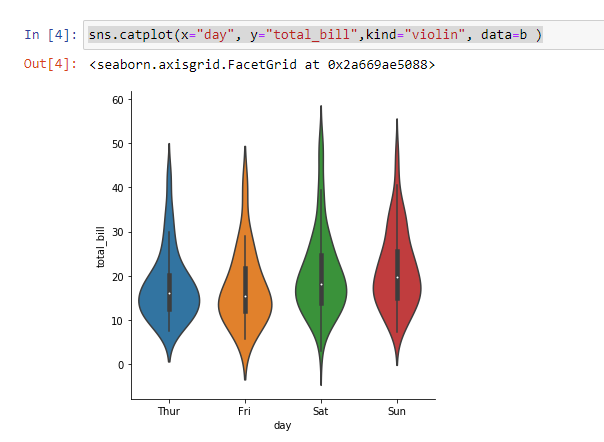 In [4]: sns.catplot(x="day", y="total_bill",kind="violin", data=b )
Out[4]: <seaborn.axisgrid.FacetGrid at 0x2a669ae5088>
60
50
40
30
20
10
0
total_bill
Thur Fri Sat Sun
day